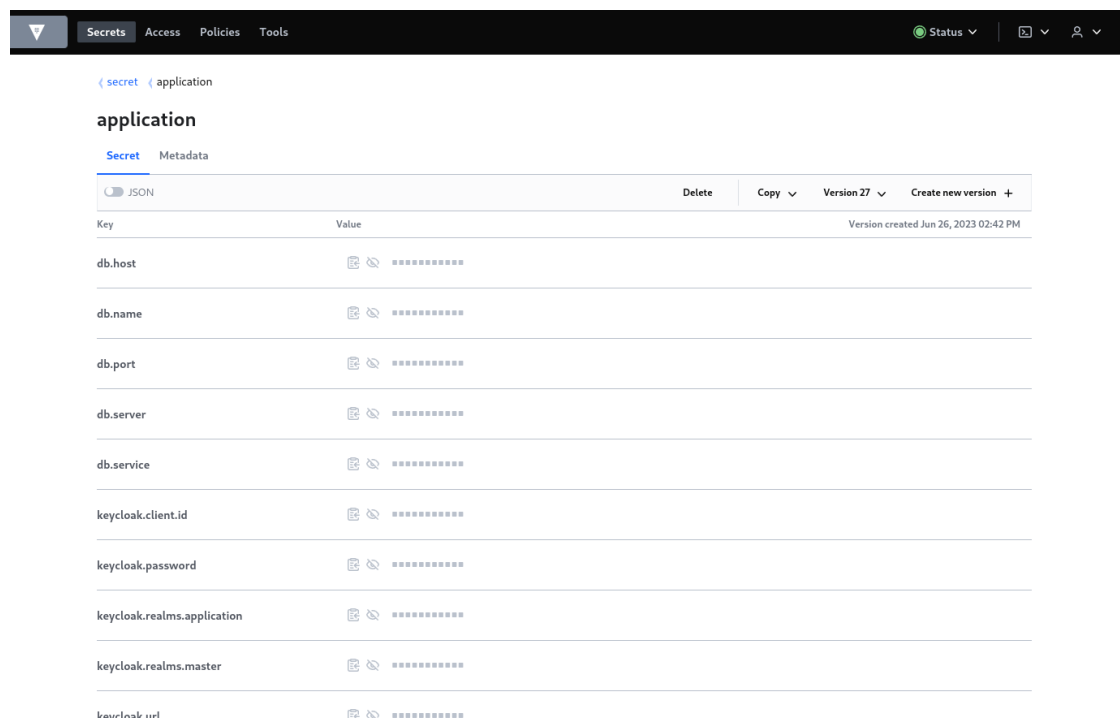 Secrets Access Policies Tools Status
secret application
application
Secret Metadata
JSON Delete Copy Version 27 Create new version +
Key Value Version created Jun 26, 2023 02:42 PM
db.host
db.name
db.port
db.server
db.service
keycloak.client.id
keycloak.password
keycloak.realms.application
keycloak.realms.master
keycloak.url